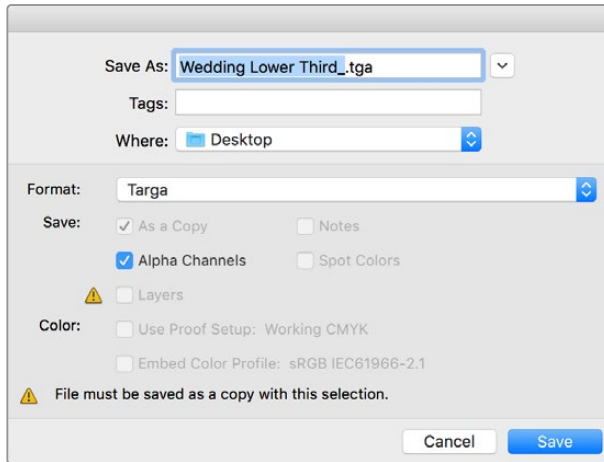 Save As: Wedding Lower Third_.tga
Tags:
Where: Desktop
Format: Targa
Save: As a Copy Notes
Alpha Channels Spot Colors
Layers
Color: Use Proof Setup: Working CMYK
Embed Color Profile: sRGB IEC61966-2.1
File must be saved as a copy with this selection.
Cancel Save